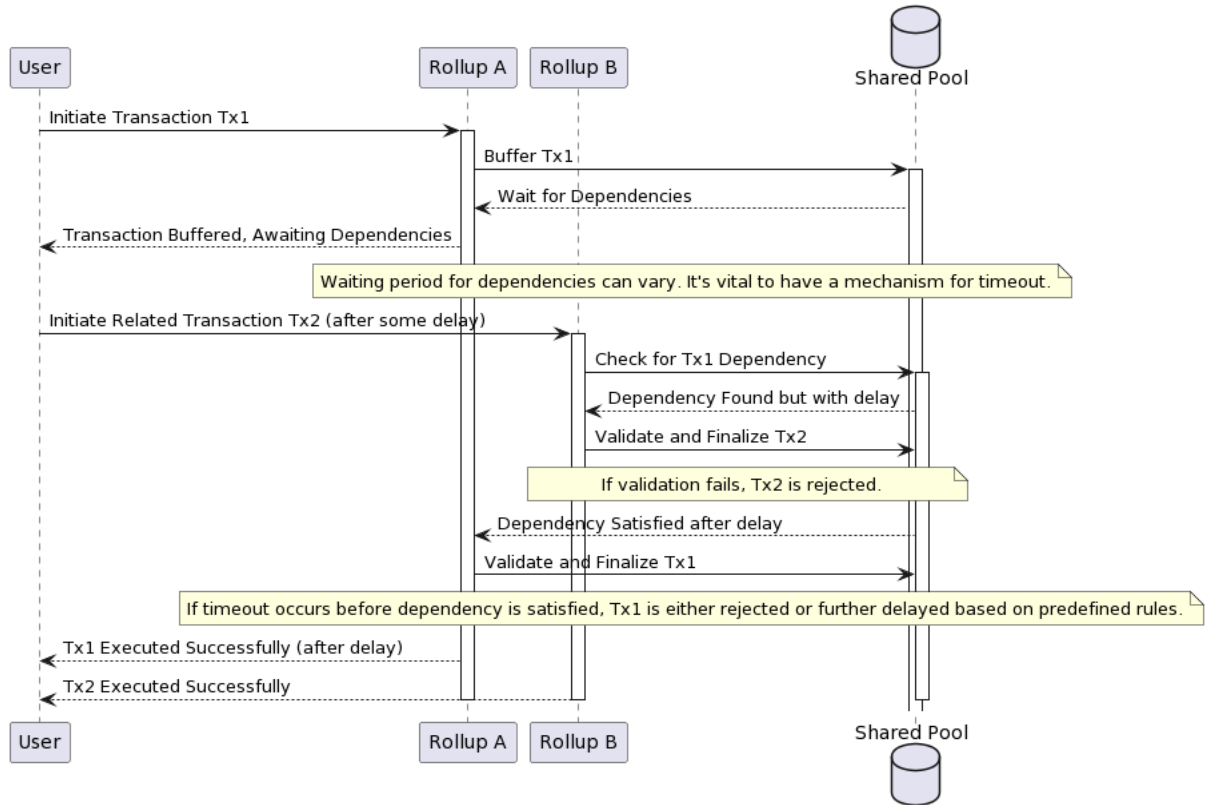 Shared Pool
User
Rollup A
Rollup B
Initiate Transaction Tx1
Buffer Tx1
Wait for Dependencies
Transaction Buffered, Awaiting Dependencies
Waiting period for dependencies can vary. It's vital to have a mechanism for timeout.
Initiate Related Transaction Tx2 (after some delay)
Check for Tx1 Dependency
Dependency Found but with delay
Validate and Finalize Tx2
If validation fails, Tx2 is rejected.
Dependency Satisfied after delay
Validate and Finalize Tx1
If timeout occurs before dependency is satisfied, Tx1 is either rejected or further delayed based on predefined rules.
Tx1 Executed Successfully (after delay)
Tx2 Executed Successfully
User
Rollup A
Rollup B
Shared Pool